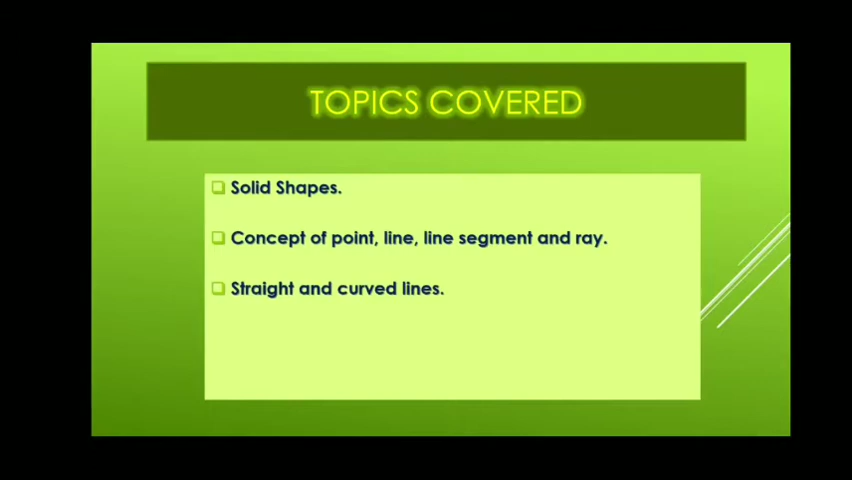 TOPICS COVERED
Solid Shapes.
Concept of point, line, line segment and ray.
Straight and curved lines.